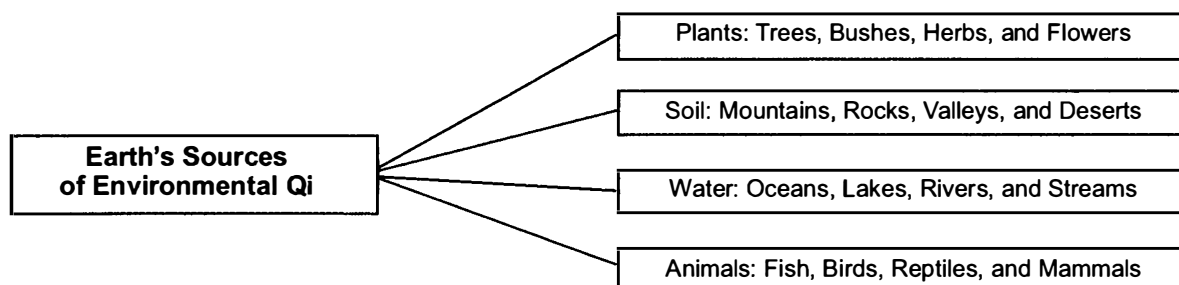 Earth's Sources
of Environmental Qi
Plants: Trees, Bushes, Herbs, and Flowers
Soil: Mountains, Rocks, Valleys, and Deserts
Water: Oceans, Lakes, Rivers, and Streams
Animals: Fish, Birds, Reptiles, and Mammals